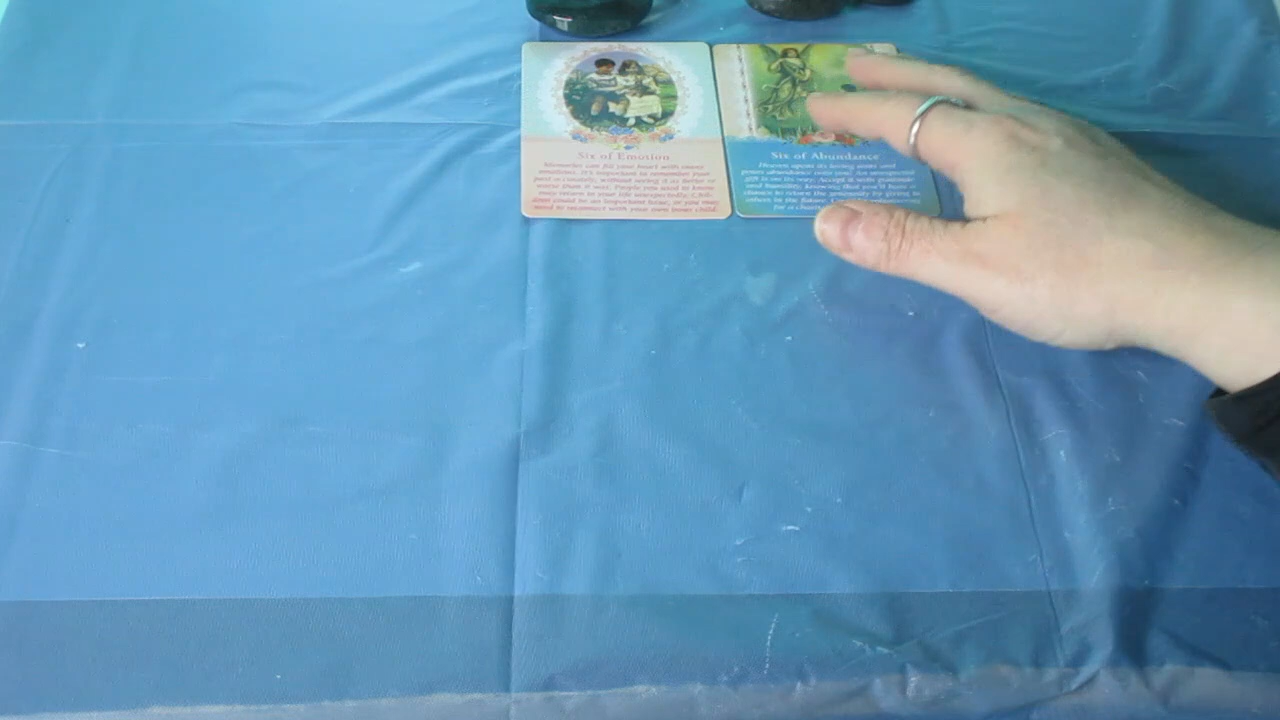 Six of Emotion
Memories can fill your heart with many
emotions. It's important to remember your
past accurately, without seeing it as better or
worse than it was. People you used to know
may return to your life unexpectedly. Chil-
dren could be an important issue, or you may
need to reconnect with your own inner child.
Six of Abundance
Heaven opens its loving arms and
pours abundance onto you! An unexpected
gift is on its way. Accept it with gratitude
and humility, knowing that you'll have a
chance to return the generosity by giving to
others in the future.
for a